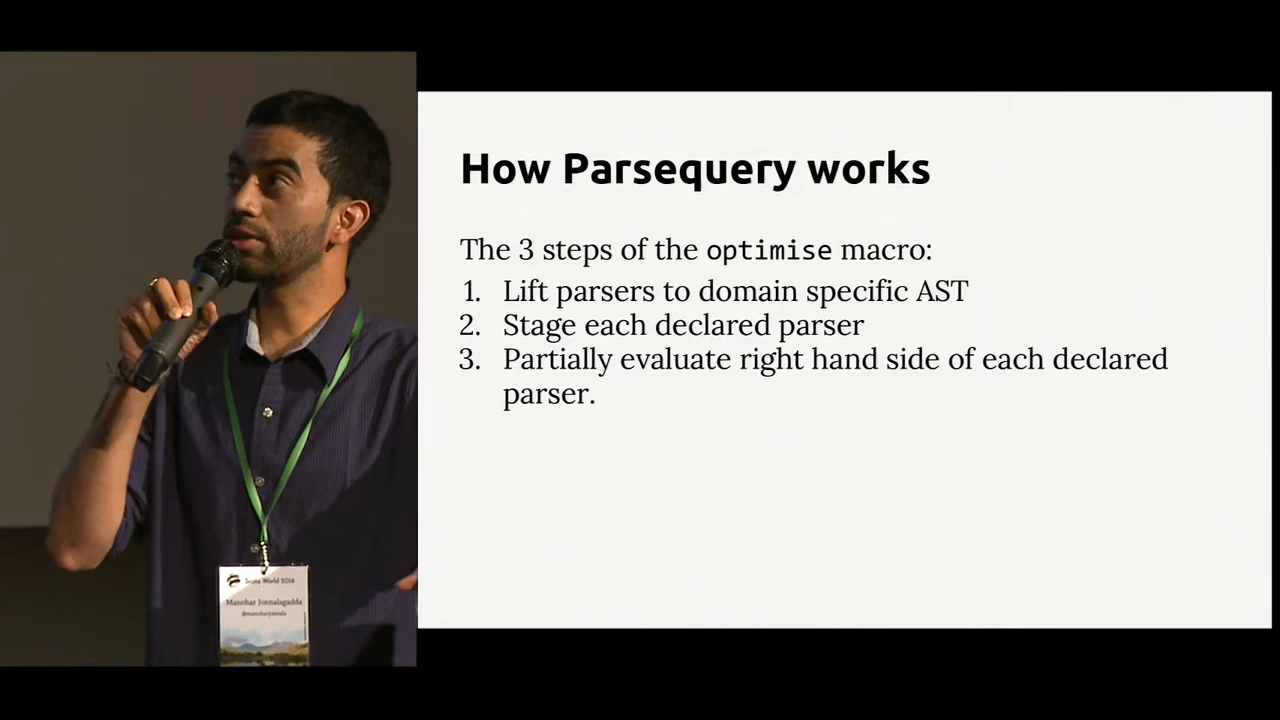 How Parsequery works
The 3 steps of the optimise macro:
1. Lift parsers to domain specific AST
2. Stage each declared parser
3. Partially evaluate right hand side of each declared
parser.
Scala World 2016
Manohar Jonnalagadda
@manoharjonnala